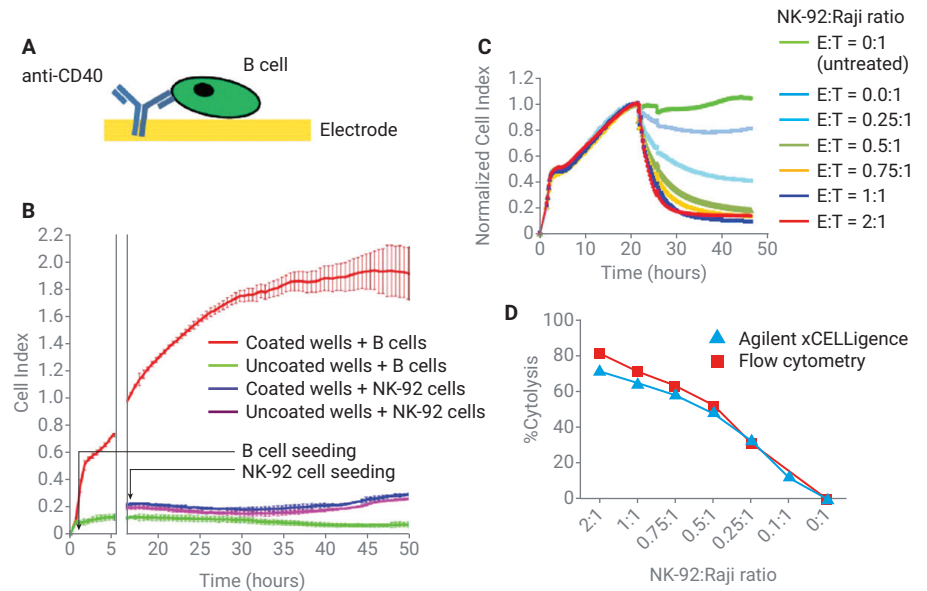 A
anti-CD40
B cell
Electrode
B
2.2
2.0
1.8
1.6
1.4
1.2
1.0
0.8
0.6
0.4
0.2
0
Cell Index
Coated wells + B cells
Uncoated wells + B cells
Coated wells + NK-92 cells
Uncoated wells + NK-92 cells
B cell seeding
NK-92 cell seeding
0 5 20 25 30 35 40 45 50
Time (hours)
C
1.2
1.0
0.8
0.6
0.4
0.2
0
Normalized Cell Index
0 10 20 30 40 50
Time (hours)
NK-92:Raji ratio
E:T = 0:1
(untreated)
E:T = 0.0:1
E:T = 0.25:1
E:T = 0.5:1
E:T = 0.75:1
E:T = 1:1
E:T = 2:1
D
100
80
60
40
20
0
%Cytolysis
Agilent xCELLigence
Flow cytometry
2:1 1:1 0.75:1 0.5:1 0.25:1 0.1:1 0:1
NK-92:Raji ratio